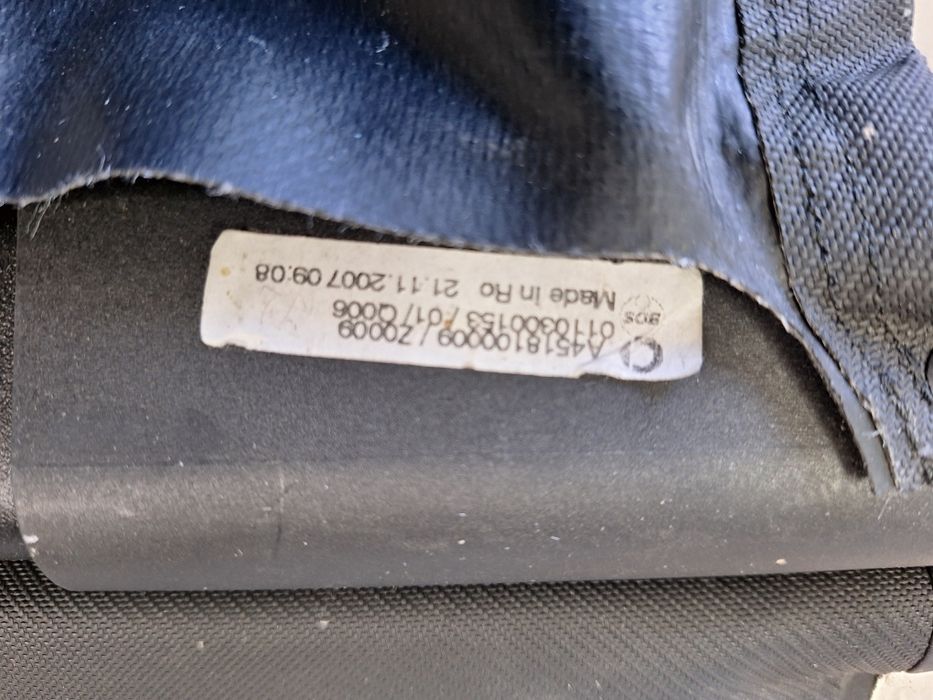 A4518100009 / Z0009
0110300153 / 01 / Q006
BOS
Made in Ro 21.11.2007 09:08